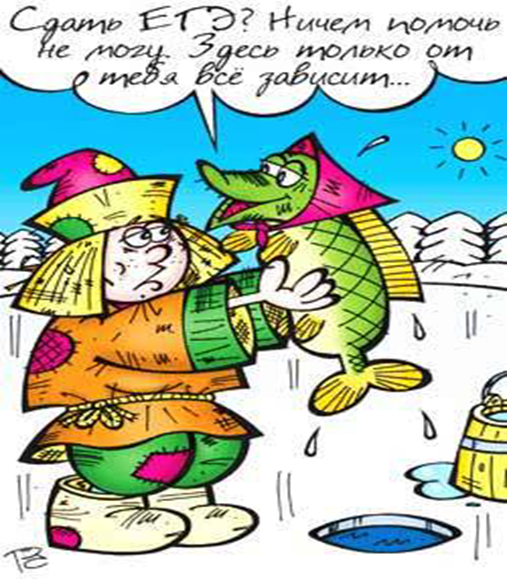 Сдать ЕГЭ? Ничем помочь
не могу. Здесь только от
тебя всё зависит...